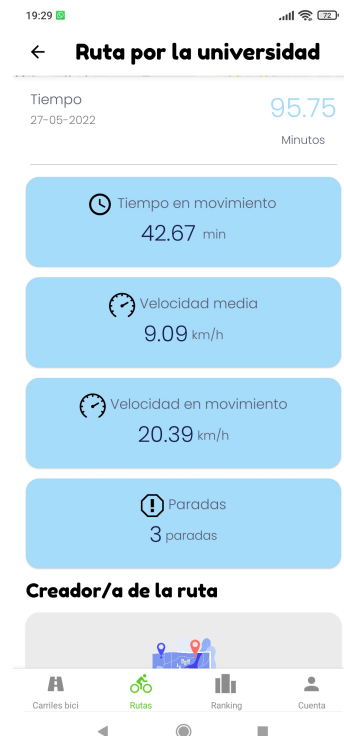 19:29
72
Ruta por la universidad
Tiempo
95.75
27-05-2022
Minutos
Tiempo en movimiento
42.67 min
Velocidad media
9.09 km/h
Velocidad en movimiento
20.39 km/h
Paradas
3 paradas
Creador/a de la ruta
Carriles bici
Rutas
Ranking
Cuenta